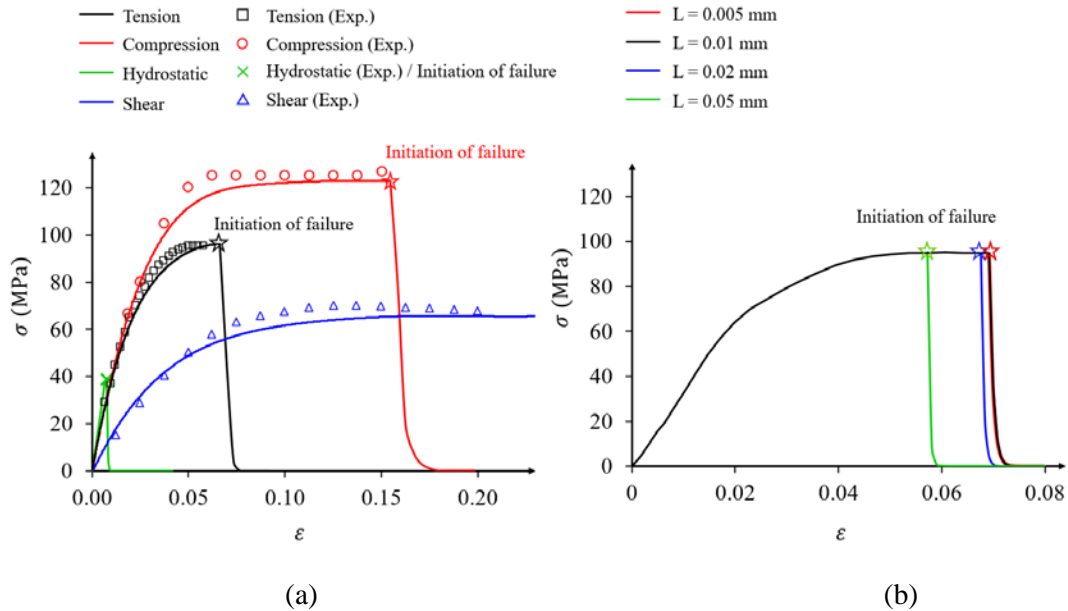 Tension
Compression
Hydrostatic
Shear
Tension (Exp.)
Compression (Exp.)
Hydrostatic (Exp.) / Initiation of failure
Shear (Exp.)
L = 0.005 mm
L = 0.01 mm
L = 0.02 mm
L = 0.05 mm
Initiation of failure
Initiation of failure
σ (MPa)
120
100
80
60
40
20
0
0.00
0.05
0.10
0.15
0.20
ε
(a)
Initiation of failure
σ (MPa)
120
100
80
60
40
20
0
0
0.02
0.04
0.06
0.08
ε
(b)